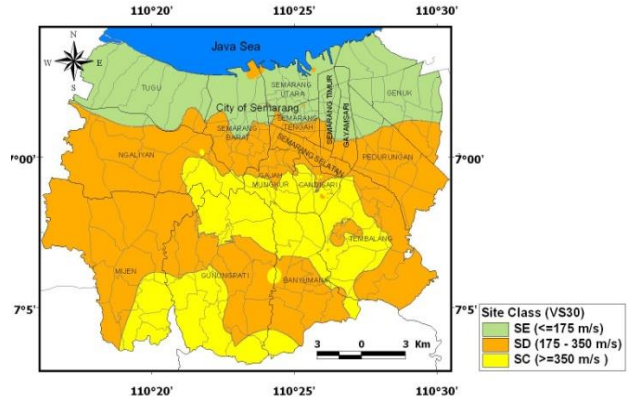 110°20' 110°25' 110°30'
N
W E
S
Java Sea
TUGU
SEMARANG UTARA
GENUK
City of Semarang
SEMARANG TIMUR
GAYAMSARI
SEMARANG BARAT
SEMARANG TENGAH
7°00' 7°00'
NGALIYAN
SEMARANG SELATAN
PEDURUNGAN
GAJAH MUNGKUR
CANDISARI
TEMBALANG
MIJEN
GUNUNGPATI
BANYUMANIK
7°5' 7°5'
3 0 3 Km
110°20' 110°25' 110°30'
Site Class (VS30)
SE (<=175 m/s)
SD (175 - 350 m/s)
SC (>=350 m/s )